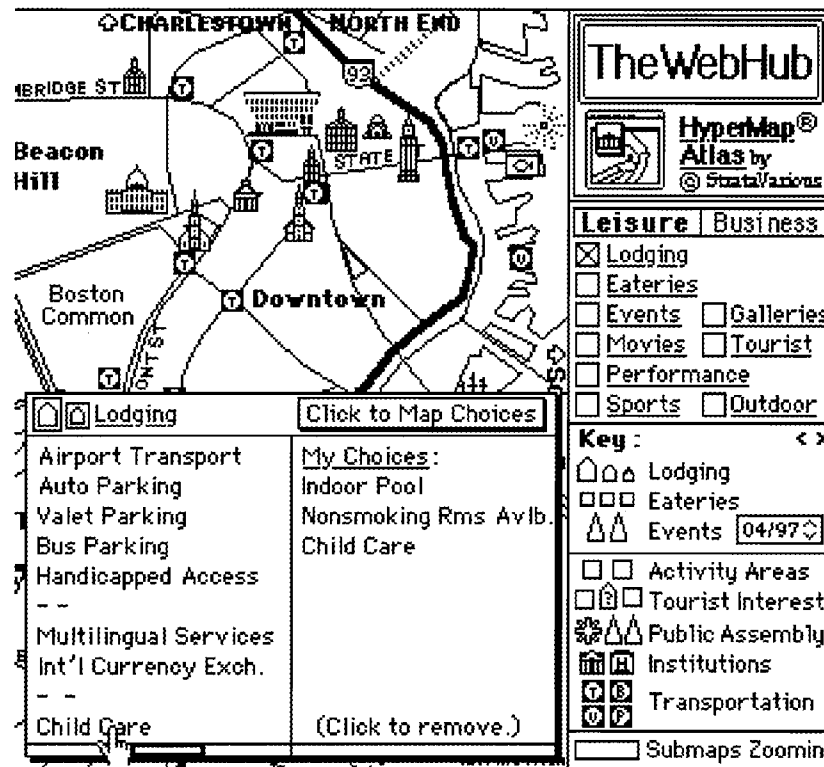 CHARLESTOWN
NORTH END
MBRIDGE ST
T
T
93
Beacon
Hill
T
STATE
T
U
T
T
U
Boston
Common
T
Downtown
ONT ST
T
TheWebHub
HyperMap®
Atlas by
© StrataVarious
Leisure
Business
Lodging
Eateries
Events
Galleries
Movies
Tourist
Performance
Sports
Outdoor
Key :
< >
Lodging
Eateries
Events
04/97
Activity Areas
? Tourist Interest
Public Assembly
H Institutions
T B
U P
Transportation
Submaps Zoomin
Lodging
Click to Map Choices
Airport Transport
Auto Parking
Valet Parking
Bus Parking
Handicapped Access
- -
Multilingual Services
Int'l Currency Exch.
- -
Child Care
My Choices:
Indoor Pool
Nonsmoking Rms Avlb.
Child Care
(Click to remove.)